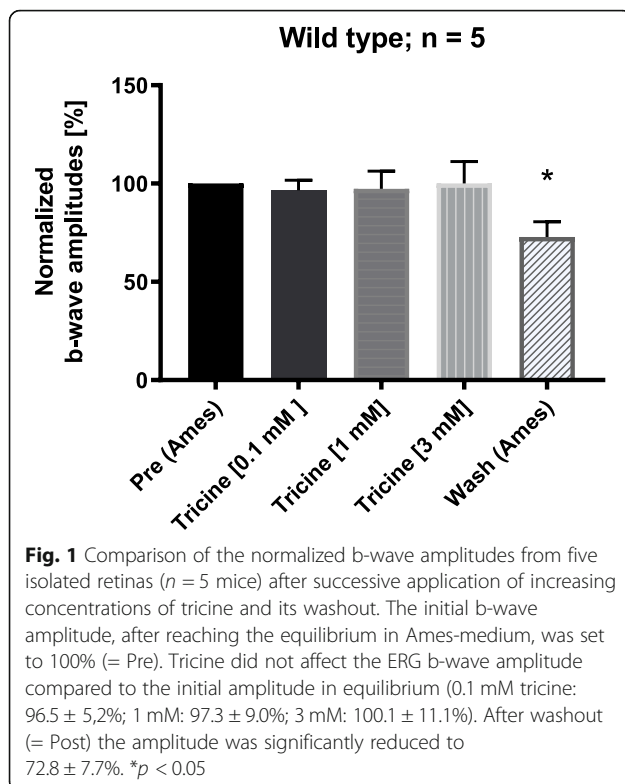 Wild type; n = 5
150
100
50
0
Normalized
b-wave amplitudes [%]
*
Pre (Ames)
Tricine [0.1 mM ]
Tricine [1 mM]
Tricine [3 mM]
Wash (Ames)
Fig. 1 Comparison of the normalized b-wave amplitudes from five
isolated retinas (n = 5 mice) after successive application of increasing
concentrations of tricine and its washout. The initial b-wave
amplitude, after reaching the equilibrium in Ames-medium, was set
to 100% (= Pre). Tricine did not affect the ERG b-wave amplitude
compared to the initial amplitude in equilibrium (0.1 mM tricine:
96.5 ± 5,2%; 1 mM: 97.3 ± 9.0%; 3 mM: 100.1 ± 11.1%). After washout
(= Post) the amplitude was significantly reduced to
72.8 ± 7.7%. *p < 0.05